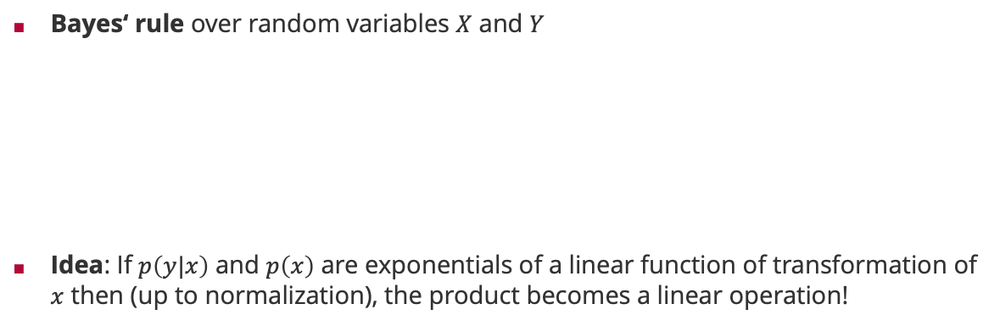 ▪ Bayes‘ rule over random variables X and Y
▪ Idea: If p(y|x) and p(x) are exponentials of a linear function of transformation of
x then (up to normalization), the product becomes a linear operation!